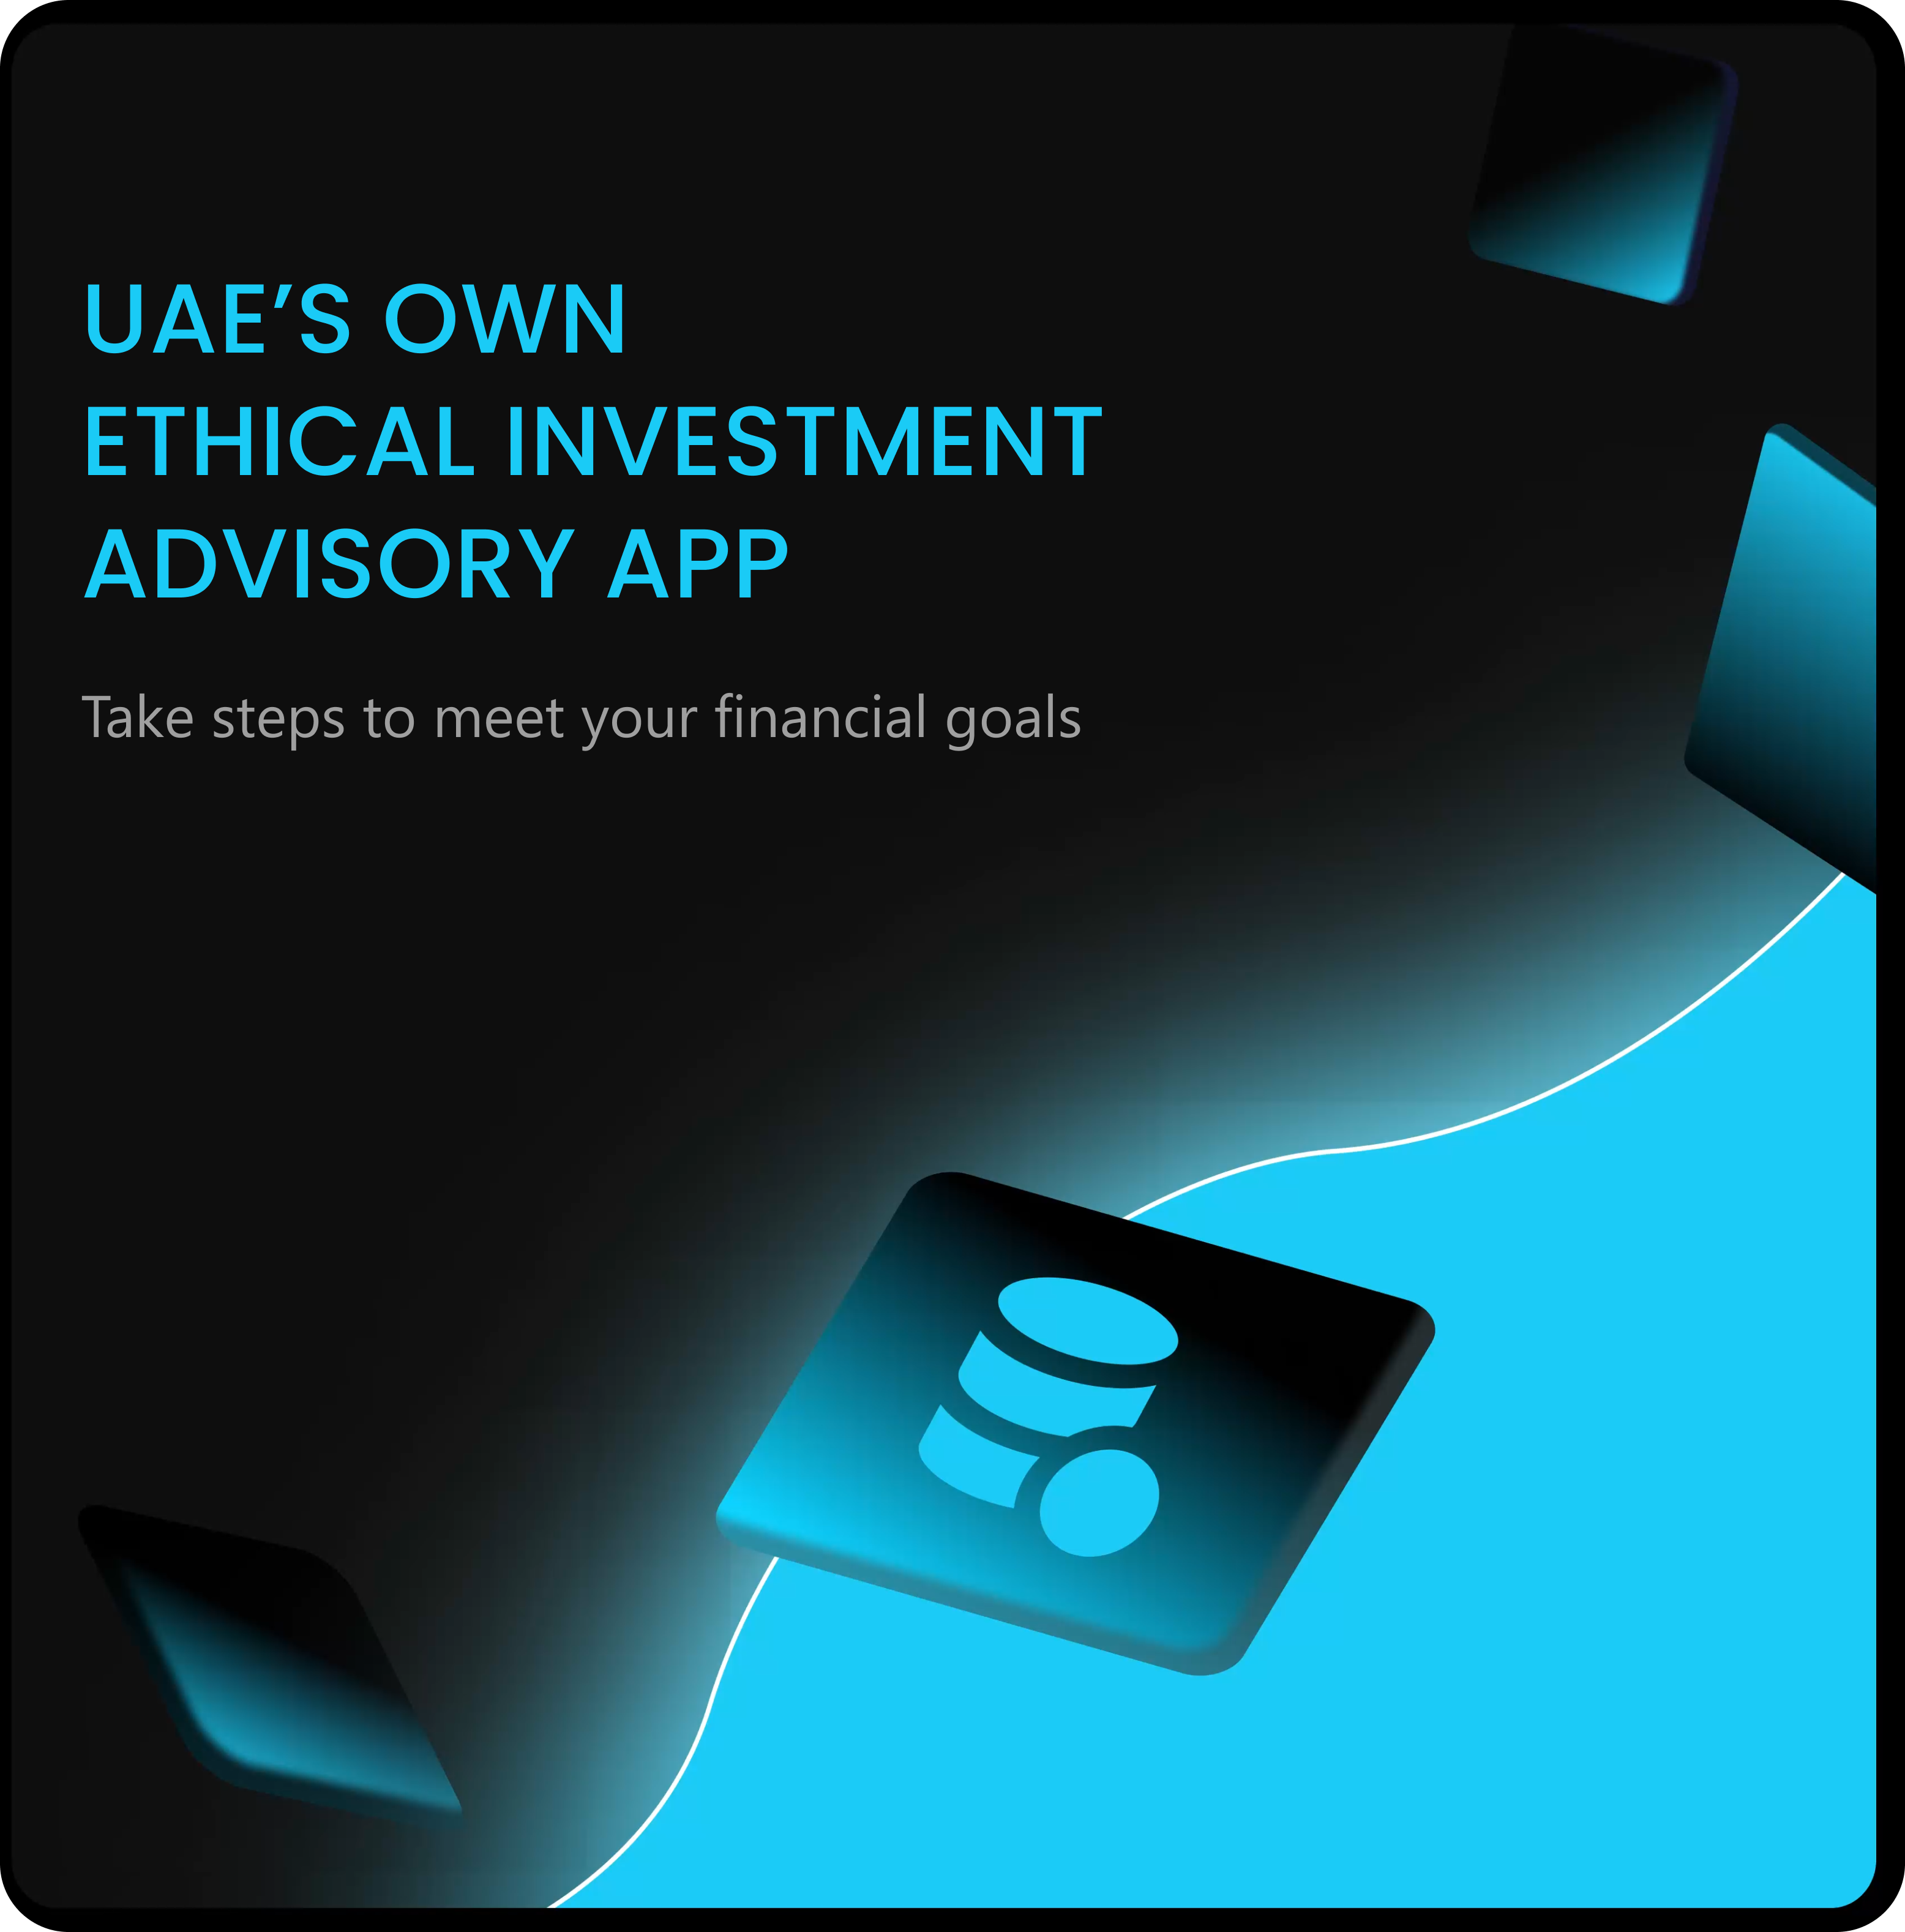 UAE’S OWN
ETHICAL INVESTMENT
ADVISORY APP
Take steps to meet your financial goals